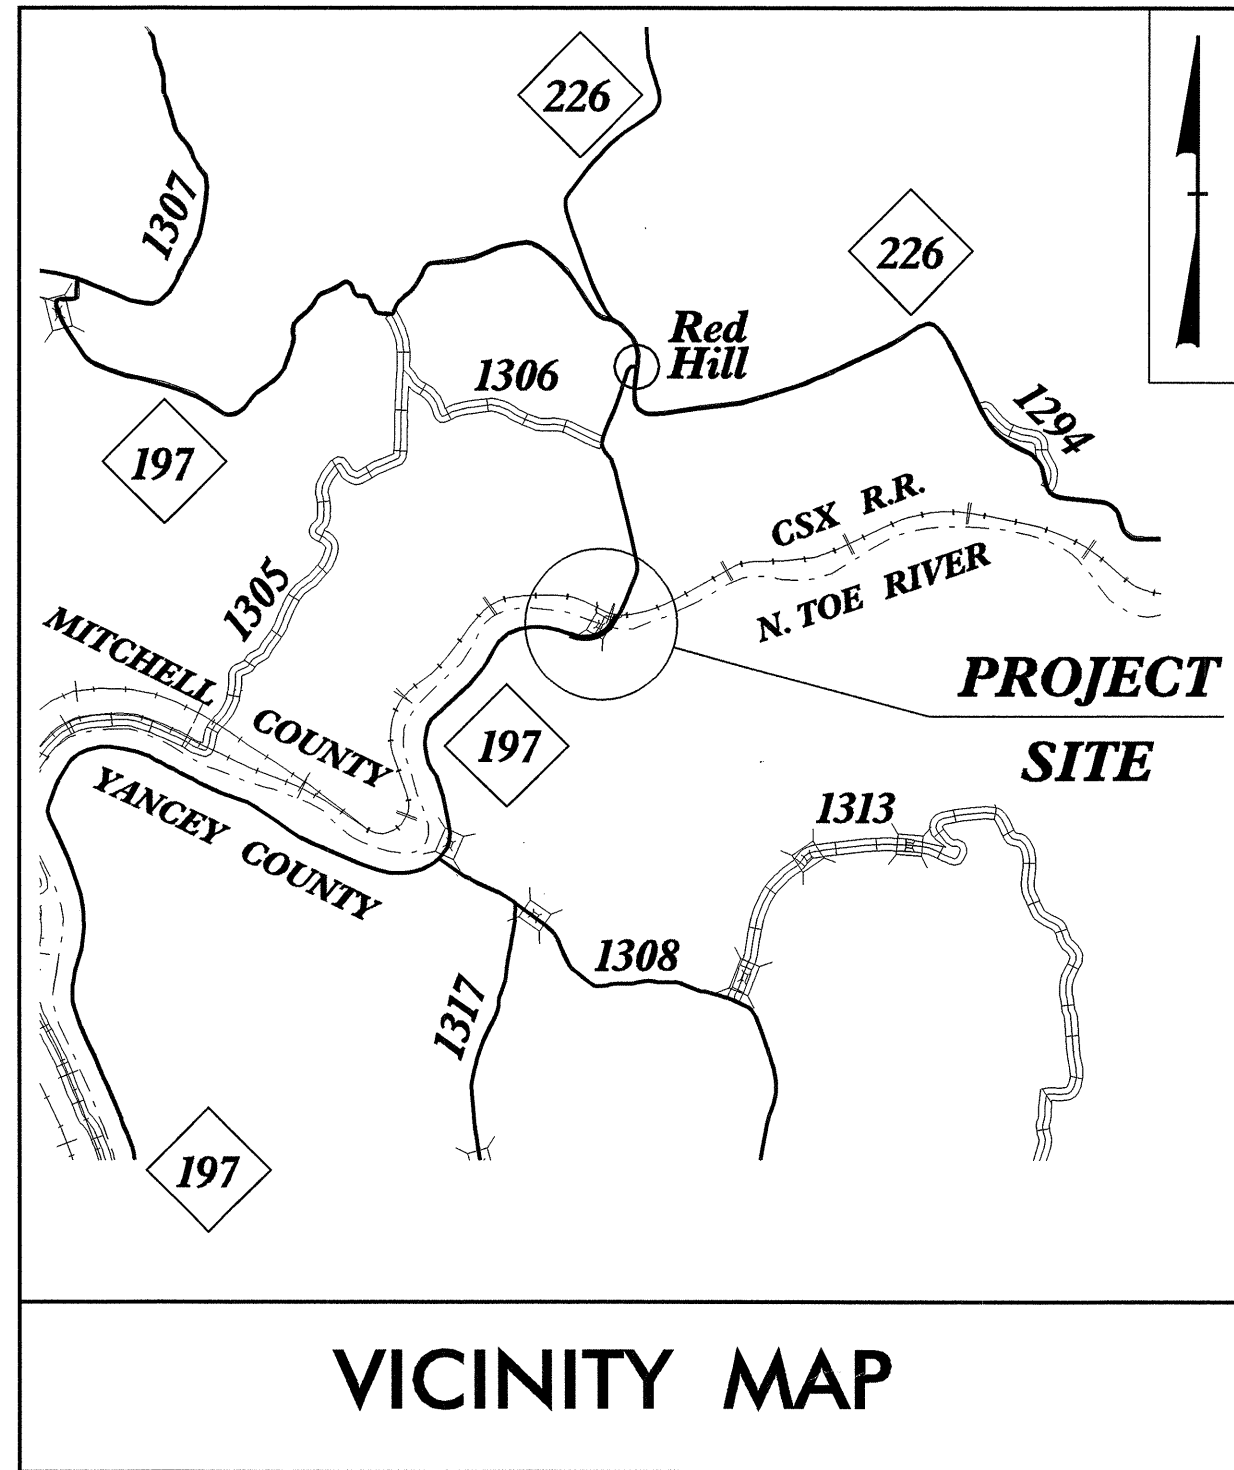 226
1307
226
Red
Hill
1306
1294
197
CSX R.R.
N. TOE RIVER
1305
MITCHELL COUNTY
PROJECT
SITE
197
YANCEY COUNTY
1313
1308
1317
197
VICINITY MAP